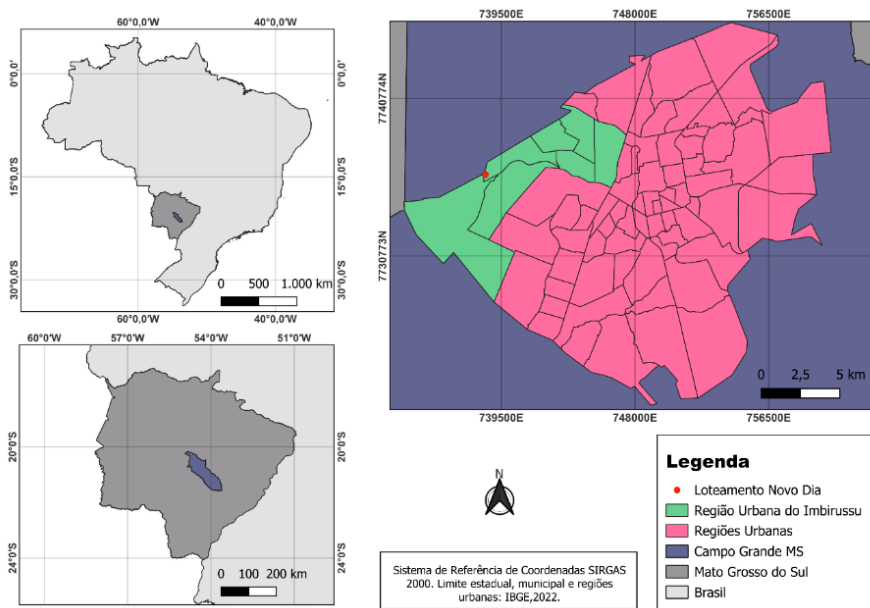 60°0,0'W
40°0,0'W
0°0,0'
15°0,0'S
30°0,0'S
0 500 1.000 km
60°0,0'W
40°0,0'W
60°0,0'W
57°0,0'W
54°0,0'W
51°0,0'W
20°0,0'S
20°0,0'S
24°0,0'S
24°0,0'S
0 100 200 km
739500E
748000E
756500E
7740774N
7730773N
0 2,5 5 km
739500E
748000E
756500E
N
Sistema de Referência de Coordenadas SIRGAS
2000. Limite estadual, municipal e regiões
urbanas: IBGE,2022.
Legenda
Loteamento Novo Dia
Região Urbana do Imbirussu
Regiões Urbanas
Campo Grande MS
Mato Grosso do Sul
Brasil